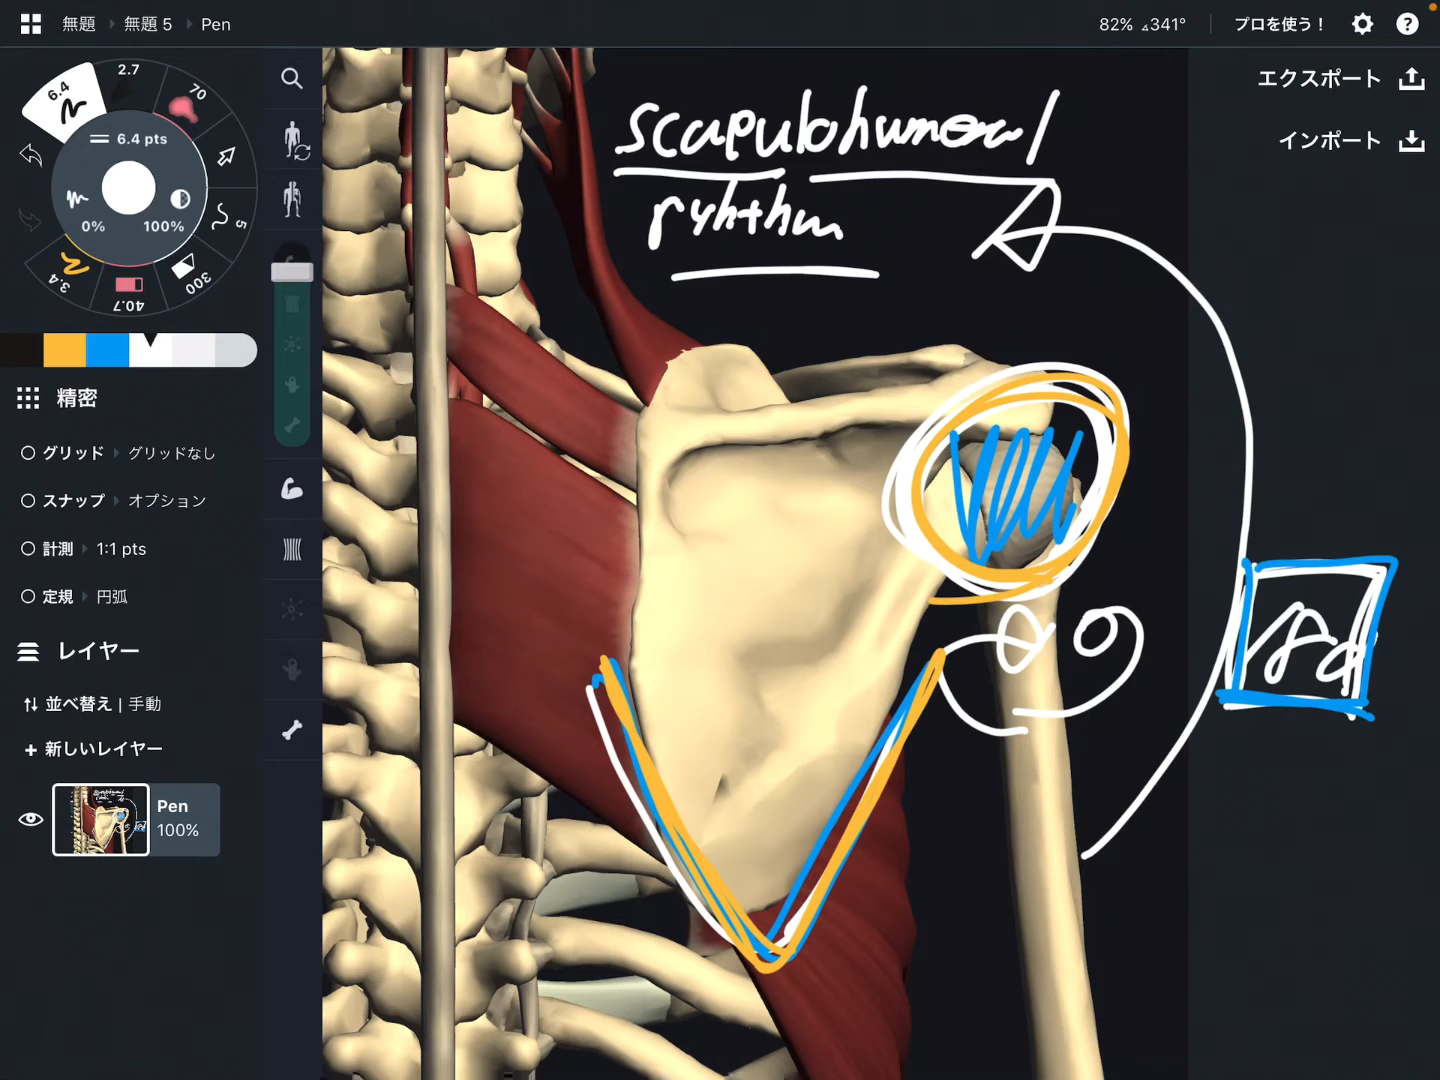 無題 無題 5 Pen
82% ⊿341° プロを使う！
エクスポート
インポート
2.7
6.4
70
6.4 pts
0% 100%
5
3.4
40.7
300
精密
グリッド グリッドなし
スナップ オプション
計測 1:1 pts
定規 円弧
レイヤー
並べ替え | 手動
+ 新しいレイヤー
Pen
100%
scapulohumeral
ryhthm